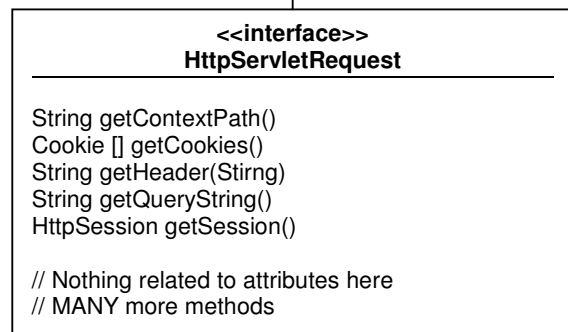 <<interface>>
HttpServletRequest
String getContextPath()
Cookie [] getCookies()
String getHeader(Stirng)
String getQueryString()
HttpSession getSession()
// Nothing related to attributes here
// MANY more methods